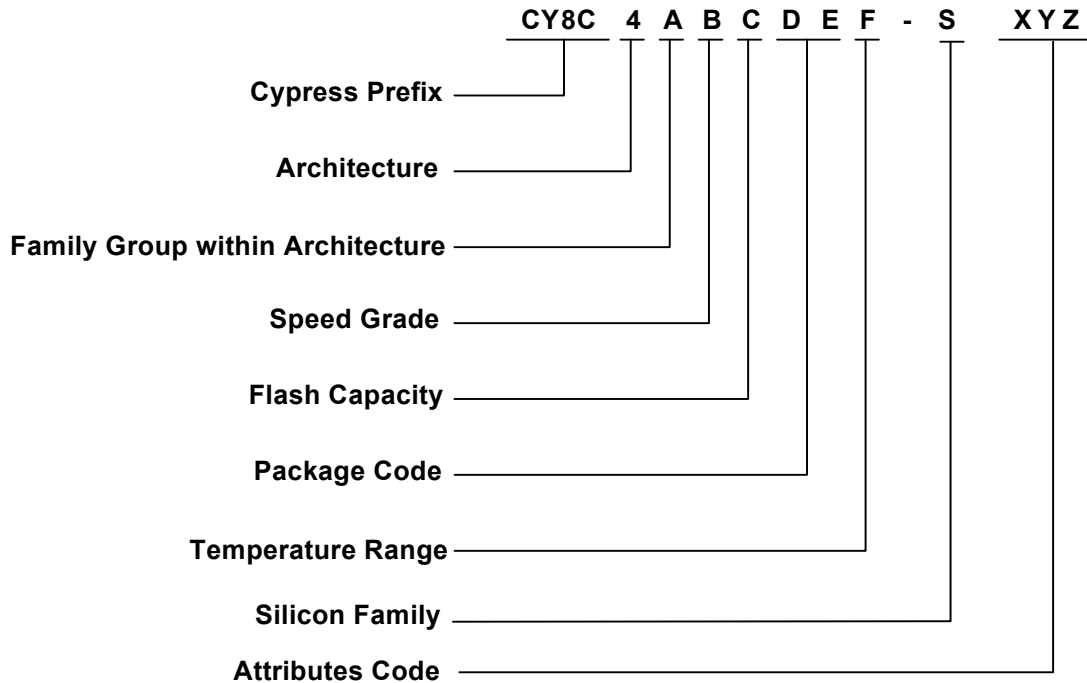 CY8C 4 A B C D E F - S XYZ
Cypress Prefix
Architecture
Family Group within Architecture
Speed Grade
Flash Capacity
Package Code
Temperature Range
Silicon Family
Attributes Code